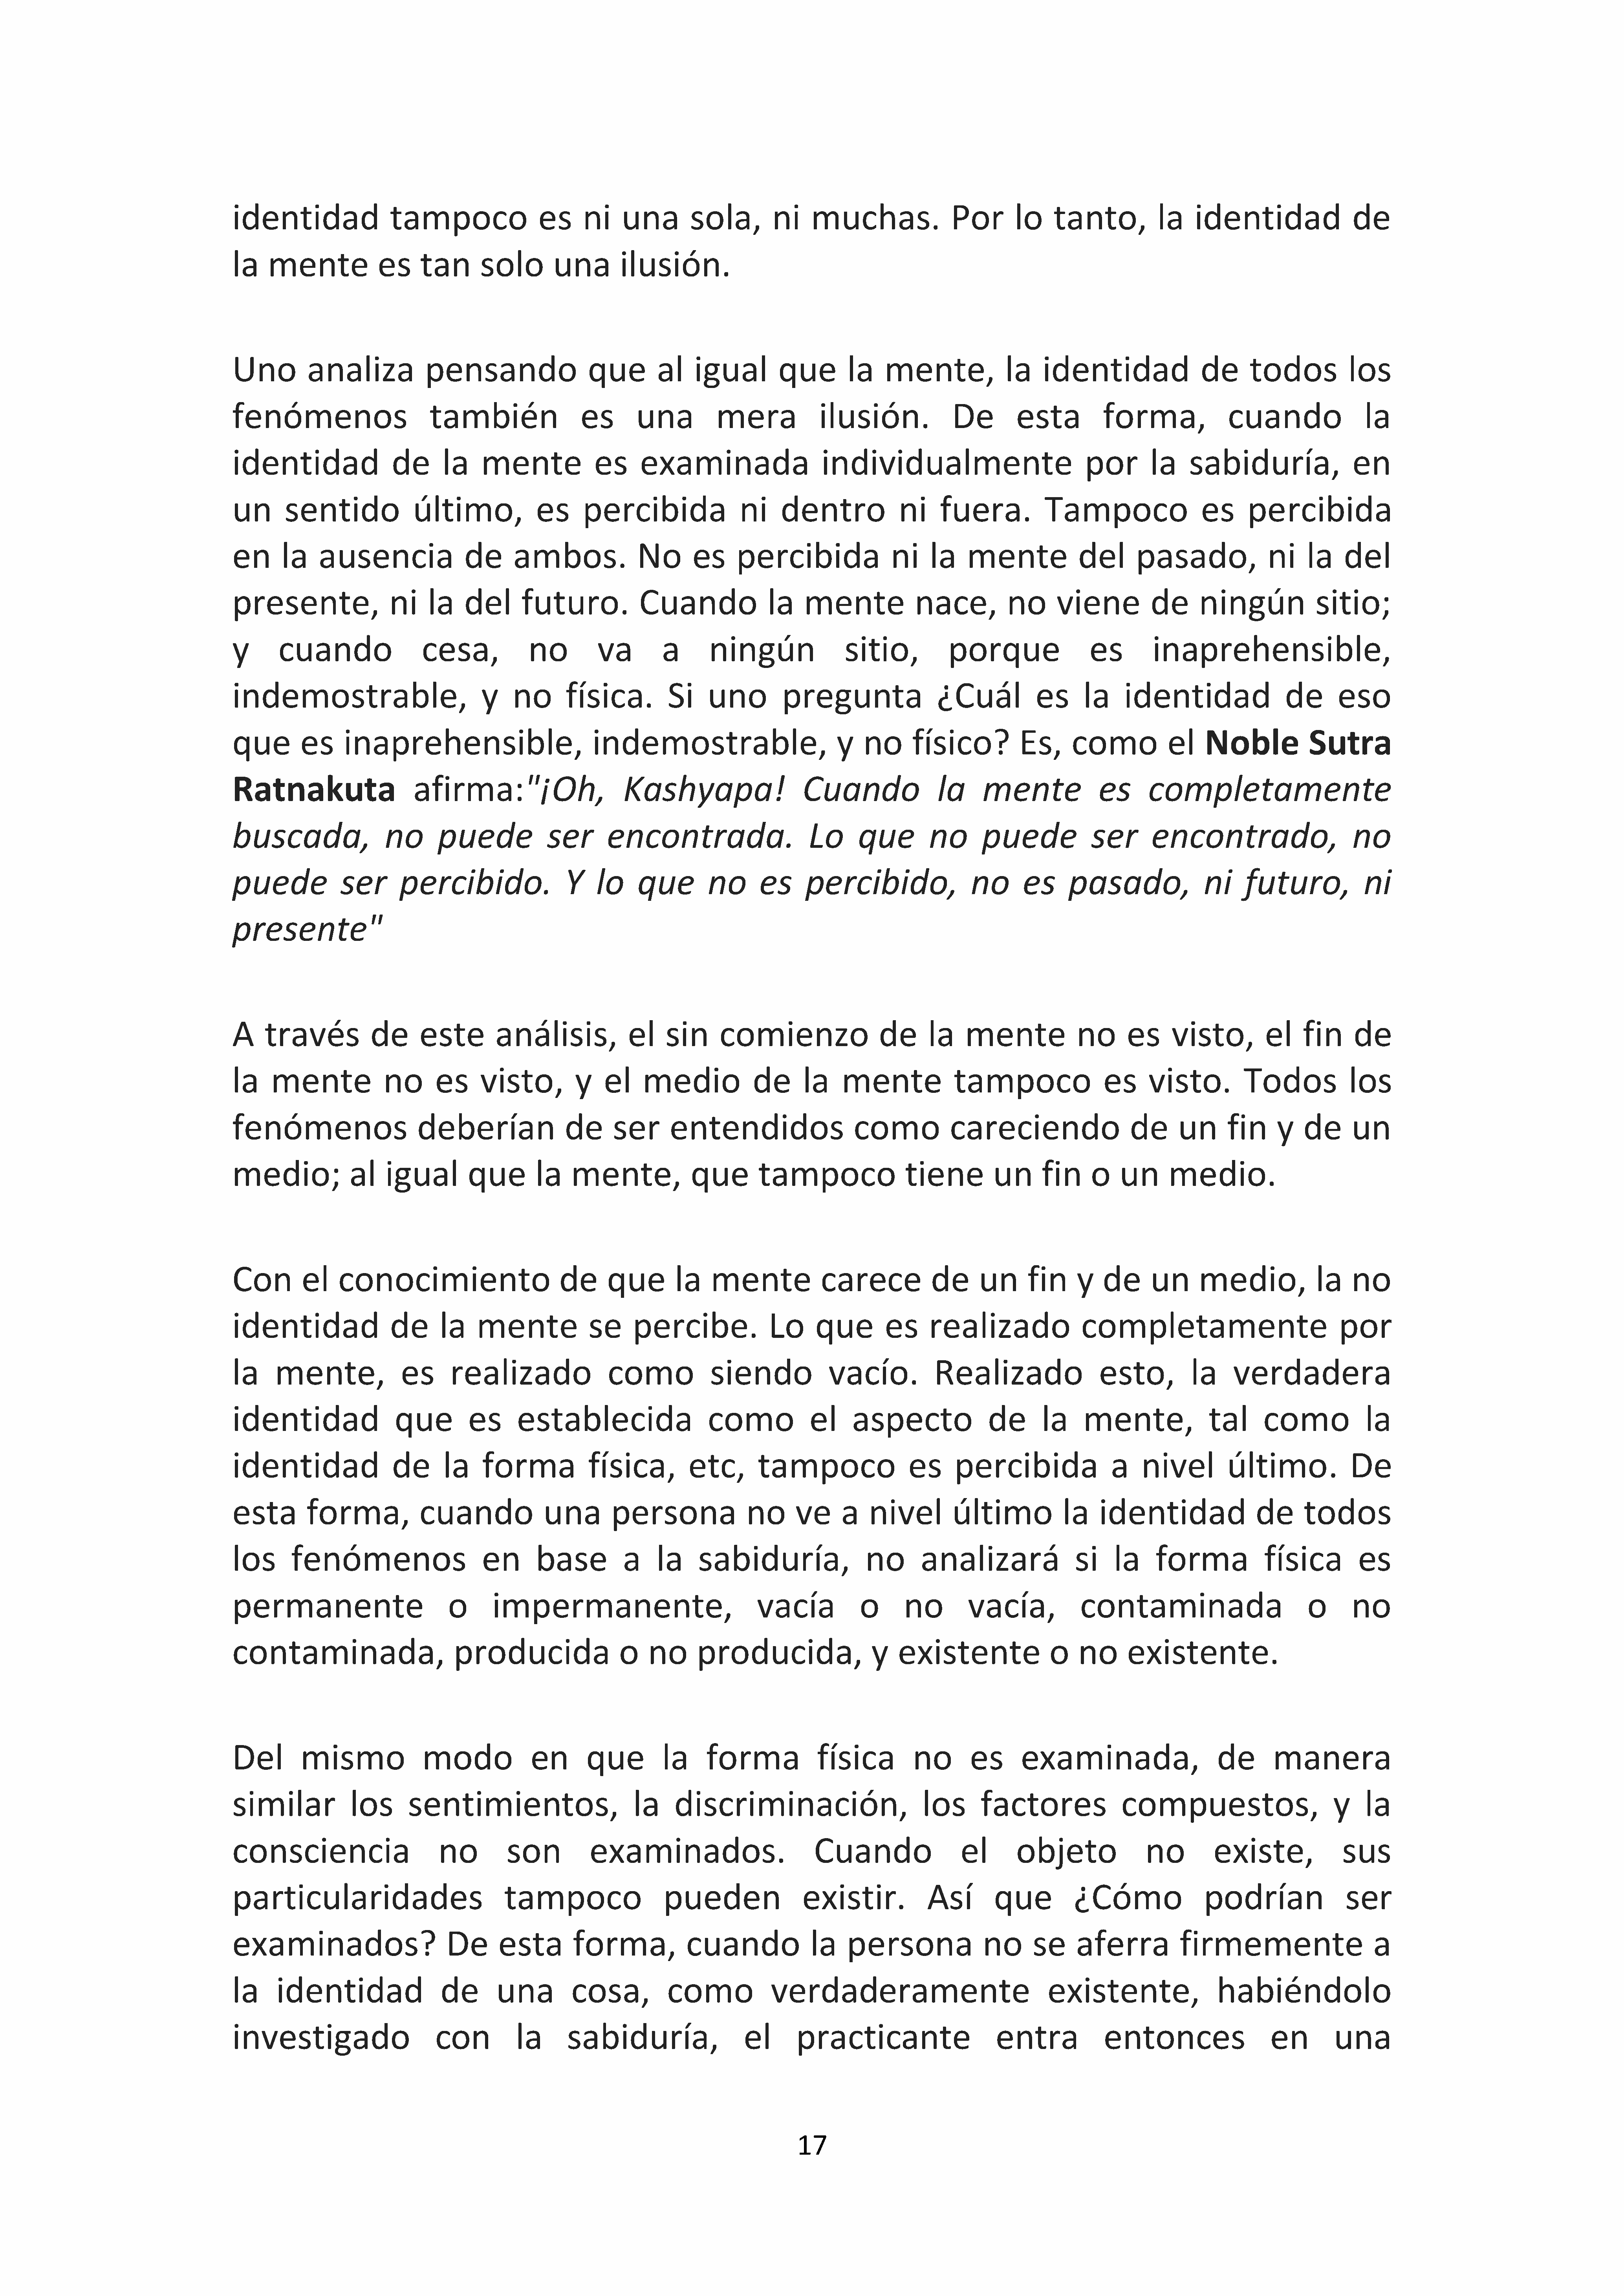 identidad tampoco es ni una sola, ni muchas. Por lo tanto, la identidad de
la mente es tan solo una ilusión.
Uno analiza pensando que al igual que la mente, la identidad de todos los
fenómenos también es una mera ilusión. De esta forma, cuando la
identidad de la mente es examinada individualmente por la sabiduría, en
un sentido último, es percibida ni dentro ni fuera. Tampoco es percibida
en la ausencia de ambos. No es percibida ni la mente del pasado, ni la del
presente, ni la del futuro. Cuando la mente nace, no viene de ningún sitio;
y cuando cesa, no va a ningún sitio, porque es inaprehensible,
indemostrable, y no física. Si uno pregunta ¿Cuál es la identidad de eso
que es inaprehensible, indemostrable, y no físico? Es, como el Noble Sutra
Ratnakuta afirma:"¡Oh, Kashyapa! Cuando la mente es completamente
buscada, no puede ser encontrada. Lo que no puede ser encontrado, no
puede ser percibido. Y lo que no es percibido, no es pasado, ni futuro, ni
presente"
A través de este análisis, el sin comienzo de la mente no es visto, el fin de
la mente no es visto, y el medio de la mente tampoco es visto. Todos los
fenómenos deberían de ser entendidos como careciendo de un fin y de un
medio; al igual que la mente, que tampoco tiene un fin o un medio.
Con el conocimiento de que la mente carece de un fin y de un medio, la no
identidad de la mente se percibe. Lo que es realizado completamente por
la mente, es realizado como siendo vacío. Realizado esto, la verdadera
identidad que es establecida como el aspecto de la mente, tal como la
identidad de la forma física, etc, tampoco es percibida a nivel último. De
esta forma, cuando una persona no ve a nivel último la identidad de todos
los fenómenos en base a la sabiduría, no analizará si la forma física es
permanente o impermanente, vacía o no vacía, contaminada o no
contaminada, producida o no producida, y existente o no existente.
Del mismo modo en que la forma física no es examinada, de manera
similar los sentimientos, la discriminación, los factores compuestos, y la
consciencia no son examinados. Cuando el objeto no existe, sus
particularidades tampoco pueden existir. Así que ¿Cómo podrían ser
examinados? De esta forma, cuando la persona no se aferra firmemente a
la identidad de una cosa, como verdaderamente existente, habiéndolo
investigado con la sabiduría, el practicante entra entonces en una
17